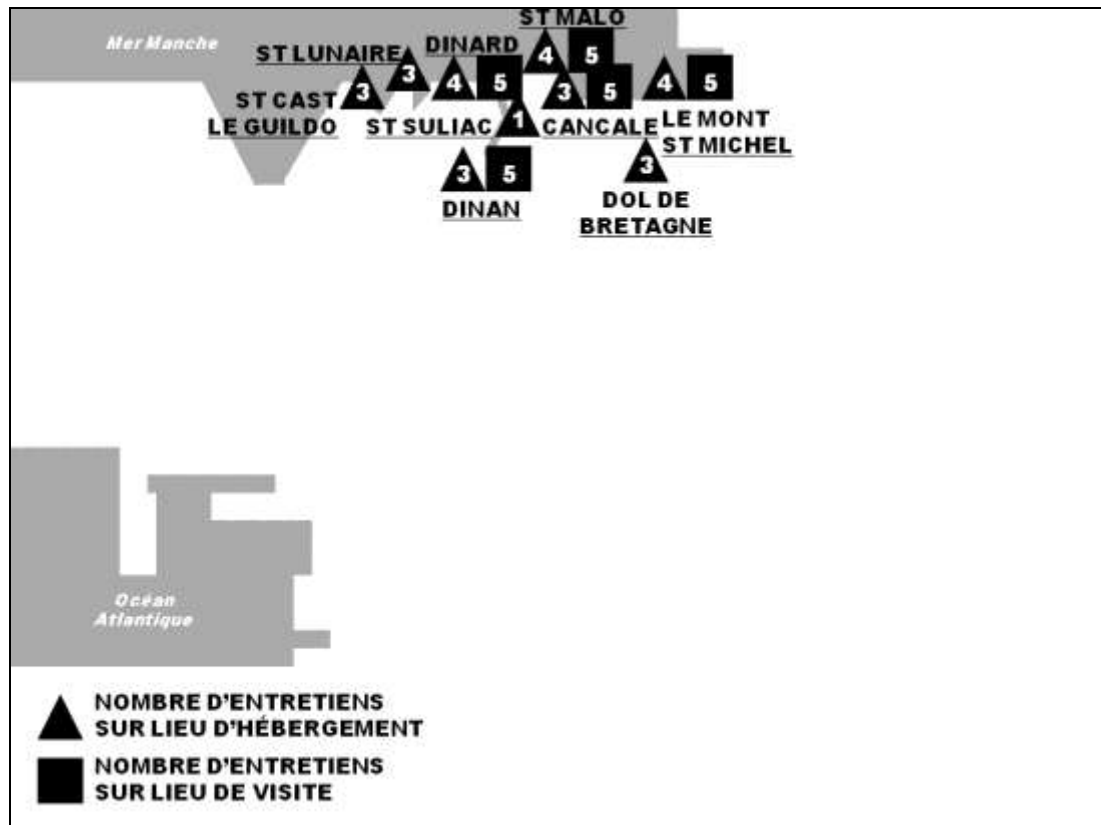 ST MALO
Mer Manche
ST LUNAIRE
DINARD
4
5
3
4
5
3
3
5
4
5
ST CAST
LE GUILDO
ST SULIAC
1
CANCALE
LE MONT
ST MICHEL
3
5
3
DINAN
DOL DE
BRETAGNE
Océan
Atlantique
NOMBRE D'ENTRETIENS
SUR LIEU D'HÉBERGEMENT
NOMBRE D'ENTRETIENS
SUR LIEU DE VISITE